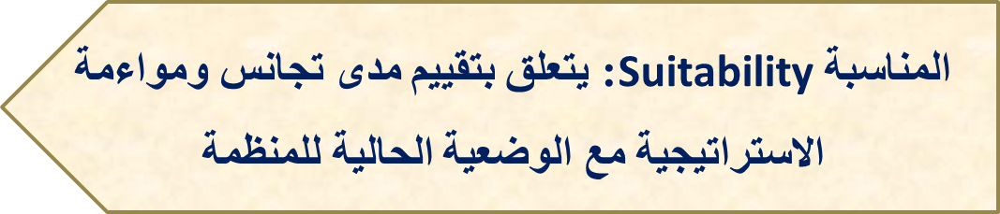 المناسبة Suitability: يتعلق بتقييم مدى تجانس ومواءمة
الاستراتيجية مع الوضعية الحالية للمنظمة